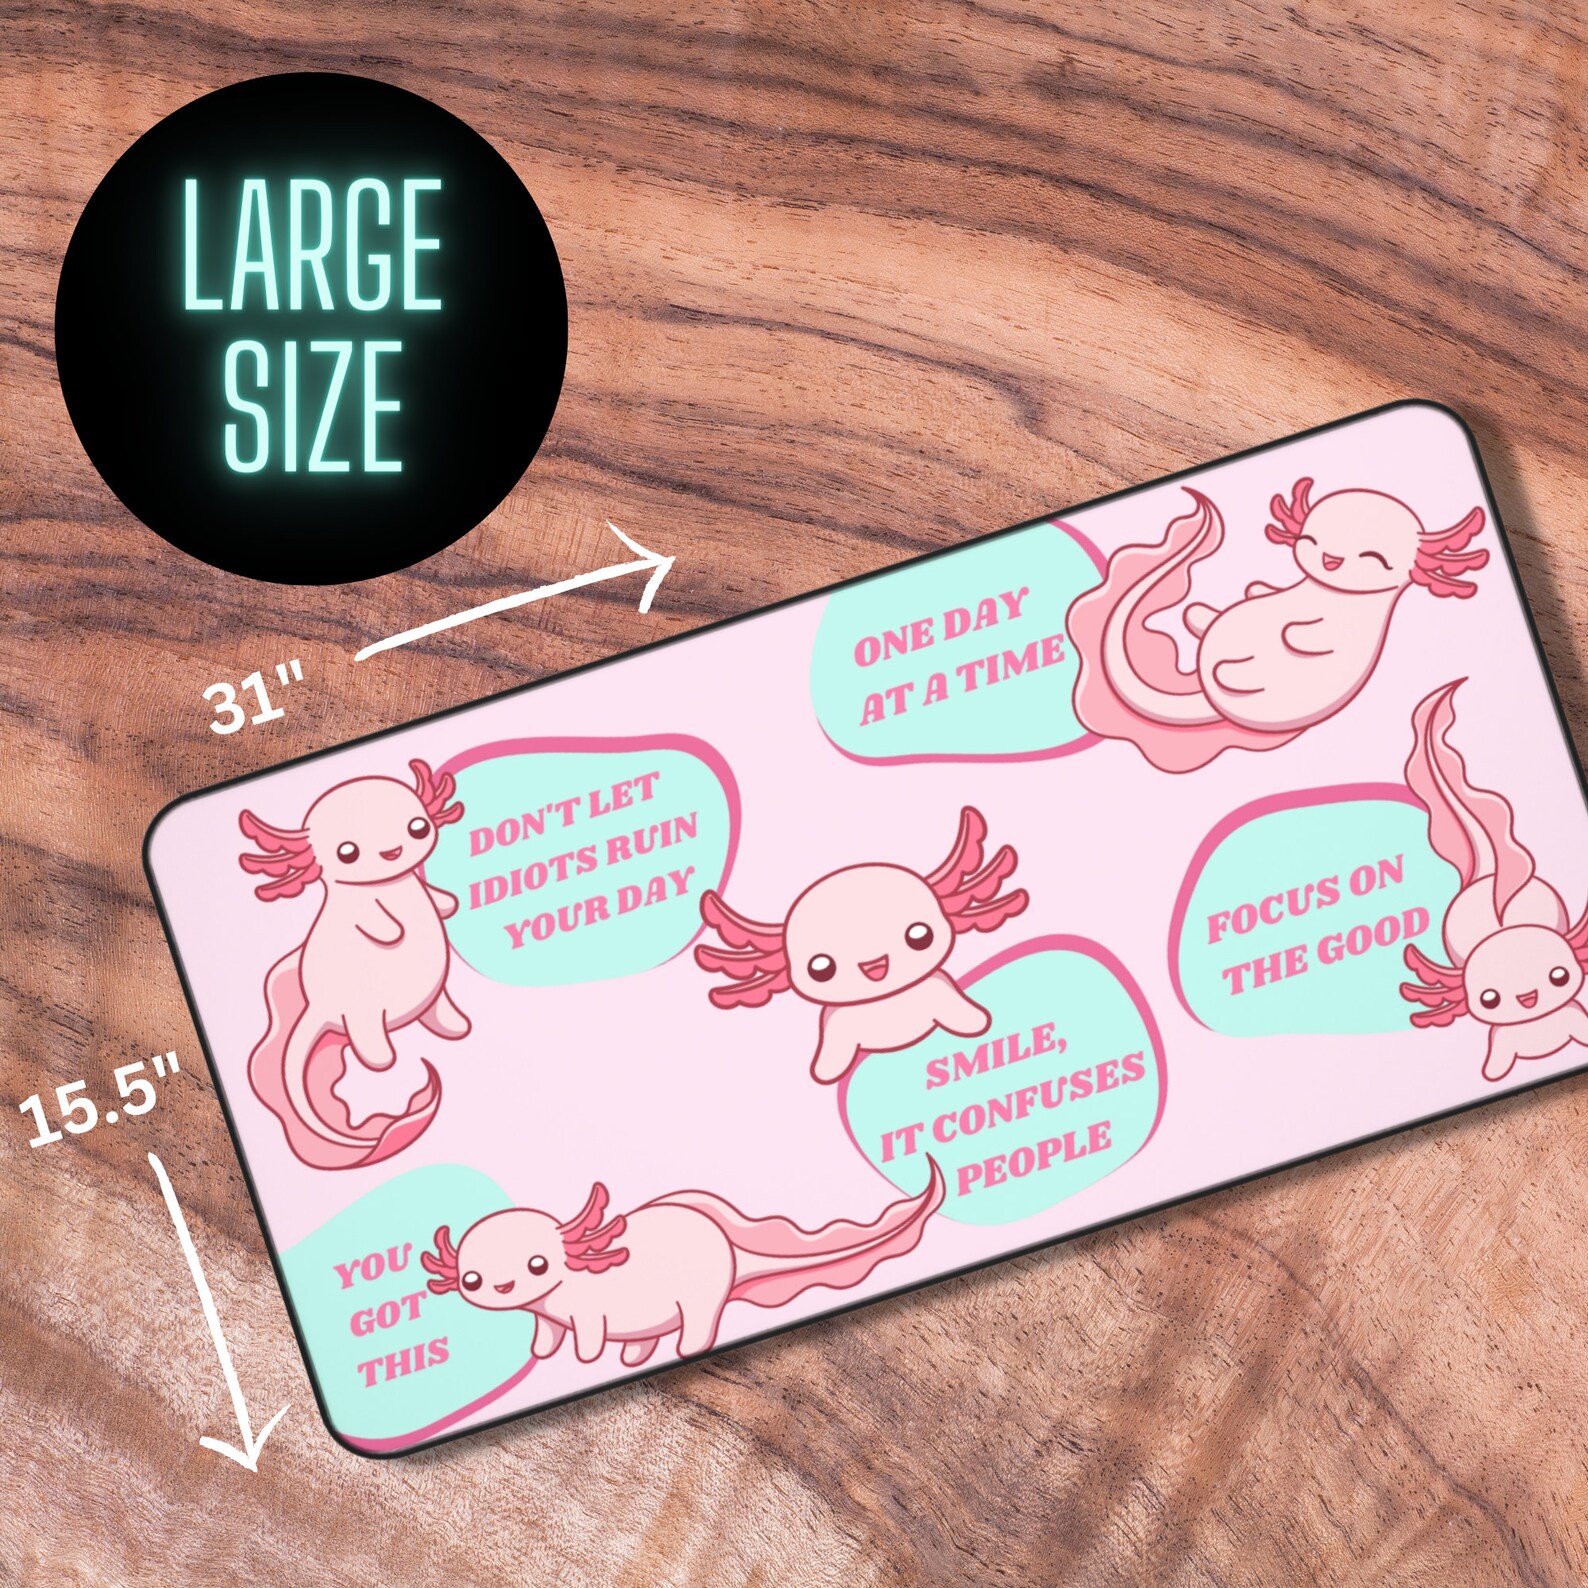 LARGE
SIZE
31"
15.5"
ONE DAY
AT A TIME
DON'T LET
IDIOTS RUIN
YOUR DAY
FOCUS ON
THE GOOD
SMILE,
IT CONFUSES
PEOPLE
YOU
GOT
THIS